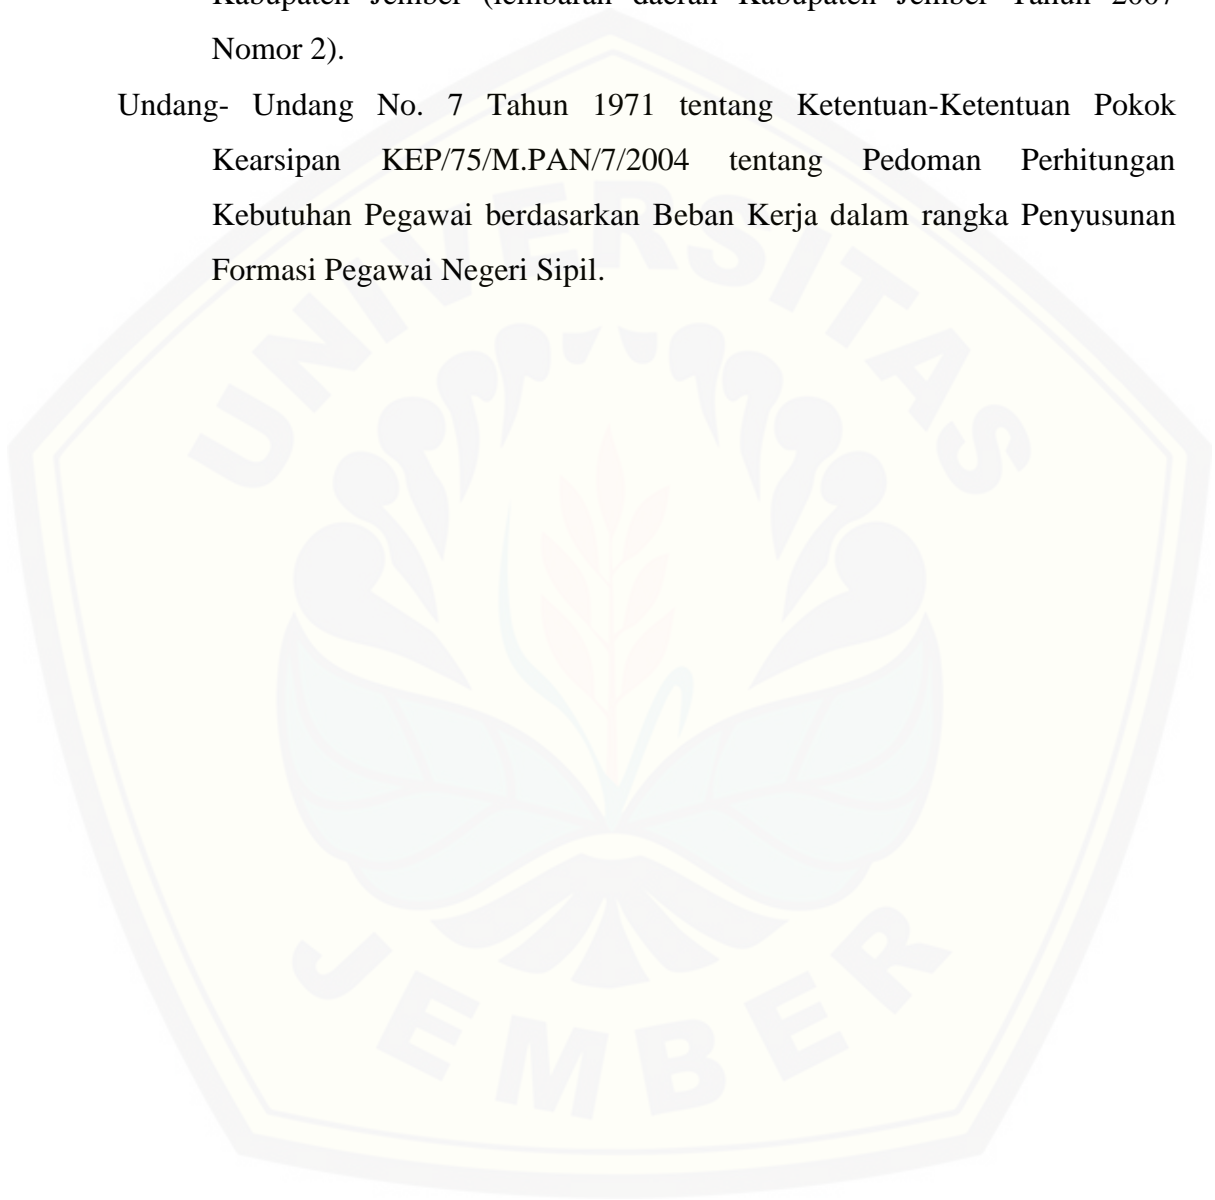 Kabupaten Jember (lembaran daerah Kabupaten Jember Tahun 2007
Nomor 2).
Undang- Undang No. 7 Tahun 1971 tentang Ketentuan-Ketentuan Pokok
Kearsipan KEP/75/M.PAN/7/2004 tentang Pedoman Perhitungan
Kebutuhan Pegawai berdasarkan Beban Kerja dalam rangka Penyusunan
Formasi Pegawai Negeri Sipil.
UNIVERSITAS
JEMBER